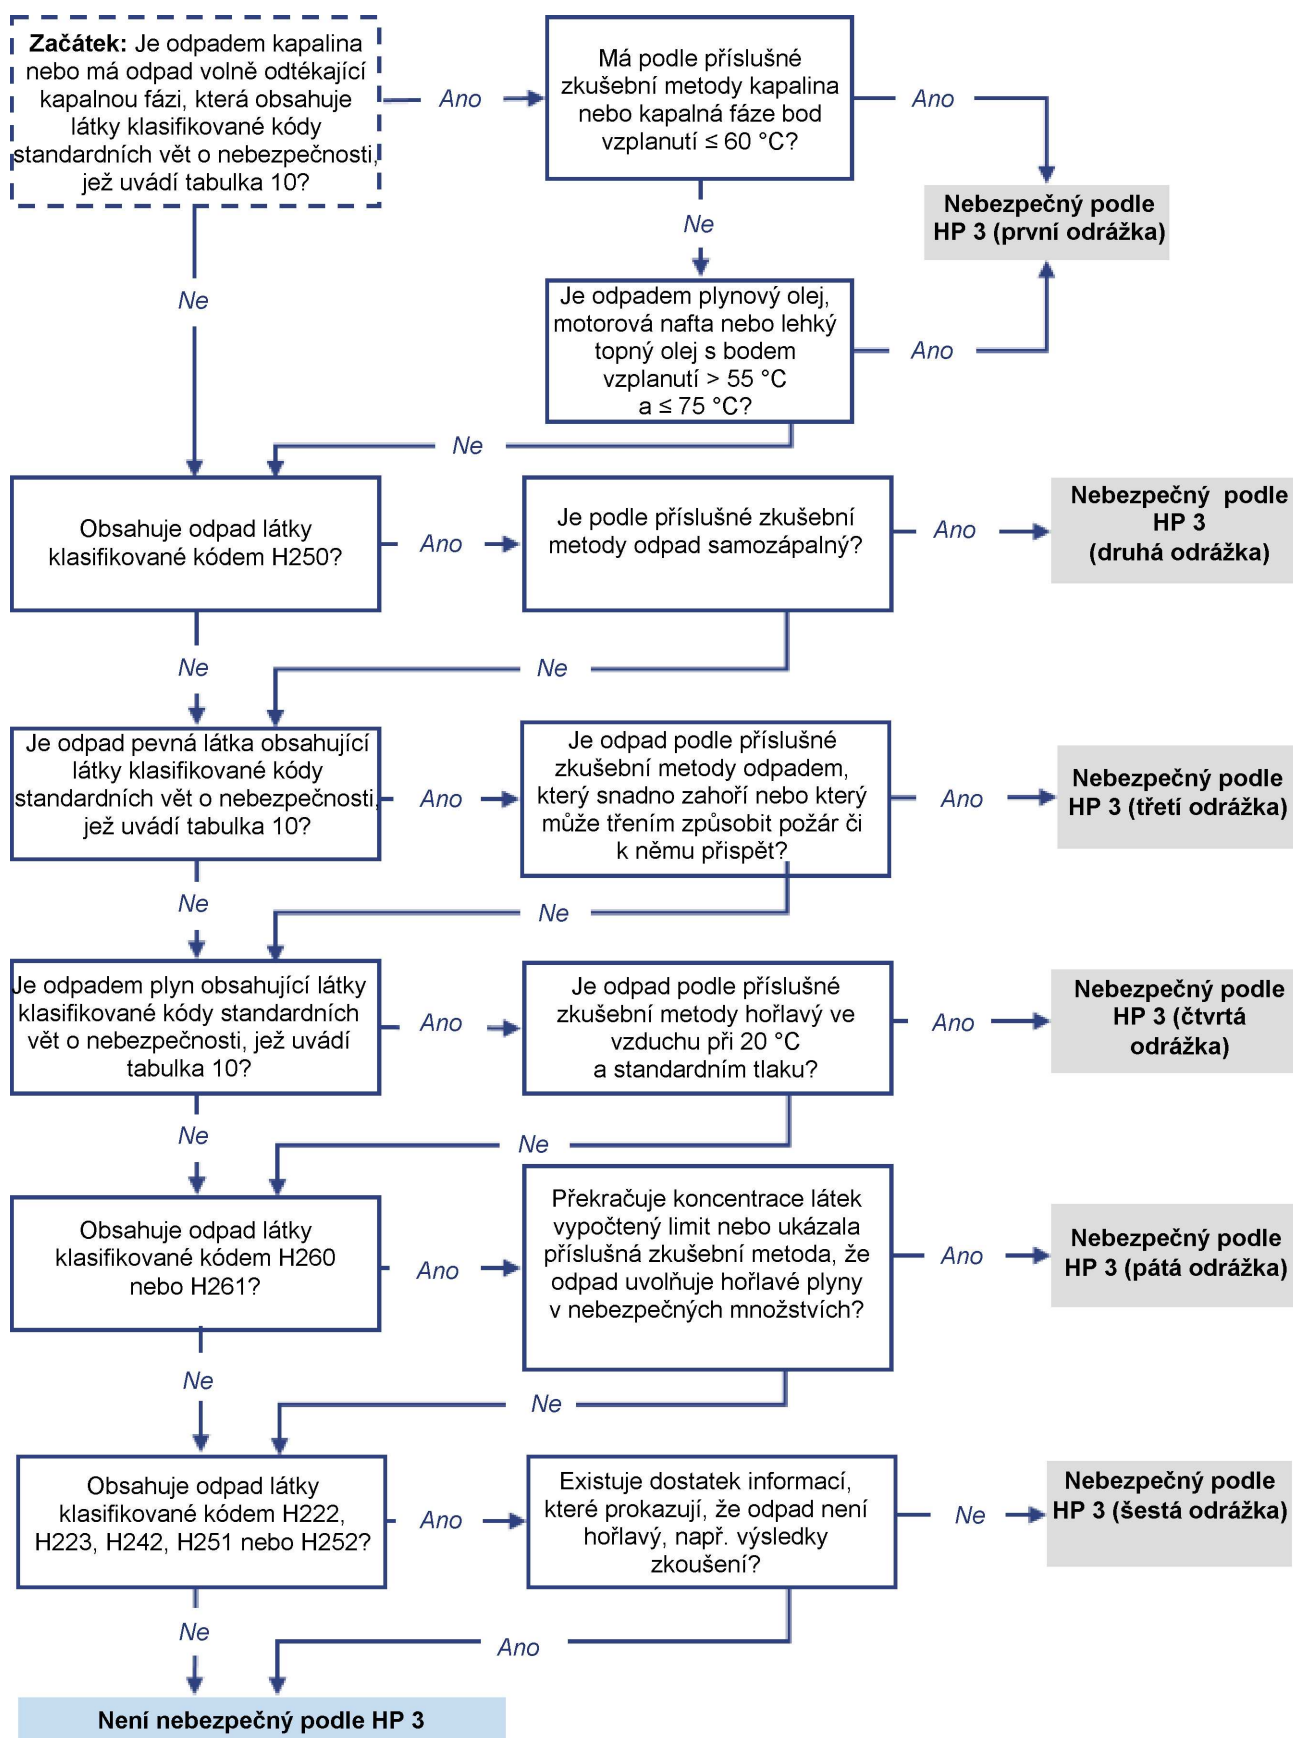 Začátek: Je odpadem kapalina
nebo má odpad volně odtékající
kapalnou fázi, která obsahuje
látky klasifikované kódy
standardních vět o nebezpečnosti,
jež uvádí tabulka 10?
Ano
Má podle příslušné
zkušební metody kapalina
nebo kapalná fáze bod
vzplanutí ≤ 60 °C?
Ano
Nebezpečný podle
HP 3 (první odrážka)
Ne
Ne
Je odpadem plynový olej,
motorová nafta nebo lehký
topný olej s bodem
vzplanutí > 55 °C
a ≤ 75 °C?
Ano
Ne
Obsahuje odpad látky
klasifikované kódem H250?
Ano
Je podle příslušné zkušební
metody odpad samozápalný?
Ano
Nebezpečný podle
HP 3
(druhá odrážka)
Ne
Ne
Je odpad pevná látka obsahující
látky klasifikované kódy
standardních vět o nebezpečnosti,
jež uvádí tabulka 10?
Ano
Je odpad podle příslušné
zkušební metody odpadem,
který snadno zahoří nebo který
může třením způsobit požár či
k němu přispět?
Ano
Nebezpečný podle
HP 3 (třetí odrážka)
Ne
Ne
Je odpadem plyn obsahující látky
klasifikované kódy standardních
vět o nebezpečnosti, jež uvádí
tabulka 10?
Ano
Je odpad podle příslušné
zkušební metody hořlavý ve
vzduchu při 20 °C
a standardním tlaku?
Ano
Nebezpečný podle
HP 3 (čtvrtá
odrážka)
Ne
Ne
Obsahuje odpad látky
klasifikované kódem H260
nebo H261?
Ano
Překračuje koncentrace látek
vypočtený limit nebo ukázala
příslušná zkušební metoda, že
odpad uvolňuje hořlavé plyny
v nebezpečných množstvích?
Ano
Nebezpečný podle
HP 3 (pátá odrážka)
Ne
Ne
Obsahuje odpad látky
klasifikované kódem H222,
H223, H242, H251 nebo H252?
Ano
Existuje dostatek informací,
které prokazují, že odpad není
hořlavý, např. výsledky
zkoušení?
Ne
Nebezpečný podle
HP 3 (šestá odrážka)
Ne
Ano
Není nebezpečný podle HP 3